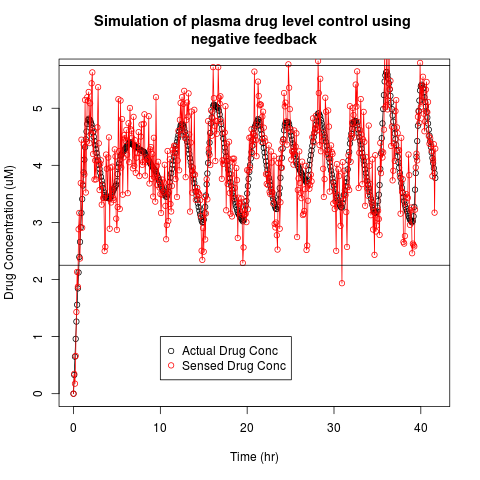 Simulation of plasma drug level control using
negative feedback
Drug Concentration (uM)
5
4
3
2
1
0
Actual Drug Conc
Sensed Drug Conc
0 10 20 30 40
Time (hr)